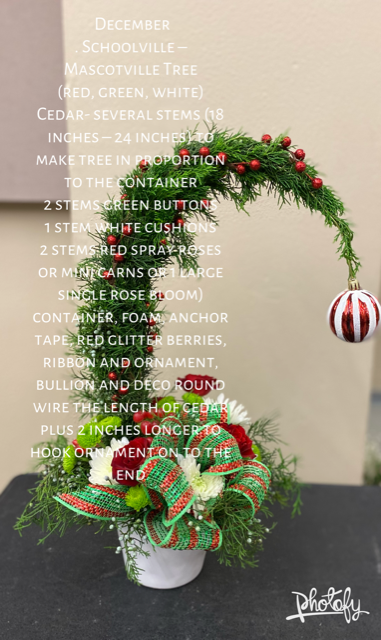 December
. Schoolville –
Mascotville Tree
(red, green, white)
Cedar- several stems (18
inches – 24 inches) to
make tree in proportion
to the container
2 stems green buttons
1 stem white cushions
2 stems red spray-roses
or mini carns or 1 large
single rose bloom)
container, foam, anchor
tape, red glitter berries,
ribbon and ornament,
bullion and deco round
wire the length of cedar
plus 2 inches longer to
hook ornament on to the
end
photofy